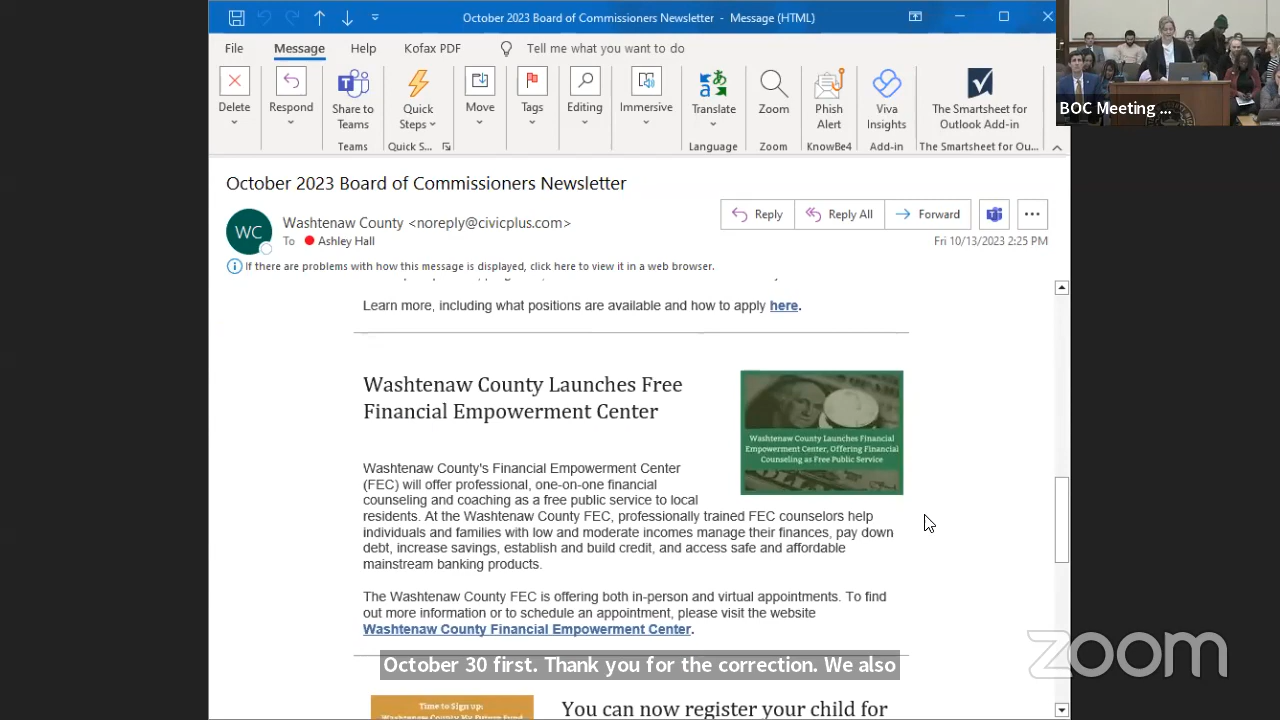 October 2023 Board of Commissioners Newsletter - Message (HTML)
File Message Help Kofax PDF Tell me what you want to do
Delete
Respond
Share to Teams
Teams
Quick Steps
Quick S...
Move
Tags
Editing
Immersive
Translate
Language
Zoom
Zoom
Phish Alert
KnowBe4
Viva Insights
Add-in
The Smartsheet for Outlook Add-in
The Smartsheet for Ou...
BOC Meeting ...
October 2023 Board of Commissioners Newsletter
WC
Washtenaw County <noreply@civicplus.com>
To Ashley Hall
Reply Reply All Forward
Fri 10/13/2023 2:25 PM
If there are problems with how this message is displayed, click here to view it in a web browser.
Learn more, including what positions are available and how to apply here.
Washtenaw County Launches Free
Financial Empowerment Center
Washtenaw County Launches Financial
Empowerment Center, Offering Financial
Counseling as Free Public Service
Washtenaw County's Financial Empowerment Center
(FEC) will offer professional, one-on-one financial
counseling and coaching as a free public service to local
residents. At the Washtenaw County FEC, professionally trained FEC counselors help
individuals and families with low and moderate incomes manage their finances, pay down
debt, increase savings, establish and build credit, and access safe and affordable
mainstream banking products.
The Washtenaw County FEC is offering both in-person and virtual appointments. To find
out more information or to schedule an appointment, please visit the website
Washtenaw County Financial Empowerment Center.
October 30 first. Thank you for the correction. We also
zoom
Time to Sign up:
Washtenaw County My Future Fund
You can now register your child for